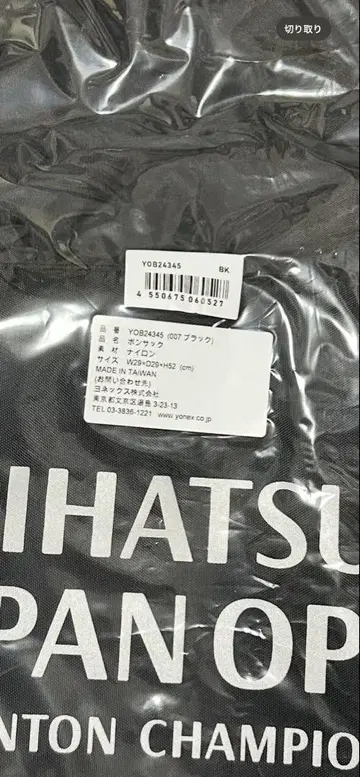 切り取り
YOB24345 BK
4 550675 060527
品 番 YOB24345 (007 ブラック)
品 名 ボンサック
素 材 ナイロン
サイズ W29×D29×H52 (cm)
MADE IN TAIWAN
(お問い合わせ先)
ヨネックス株式会社
東京都文京区湯島 3-23-13
TEL 03-3836-1221 www.yonex.co.jp
IHATSU
PAN OP
NTON CHAMPIO